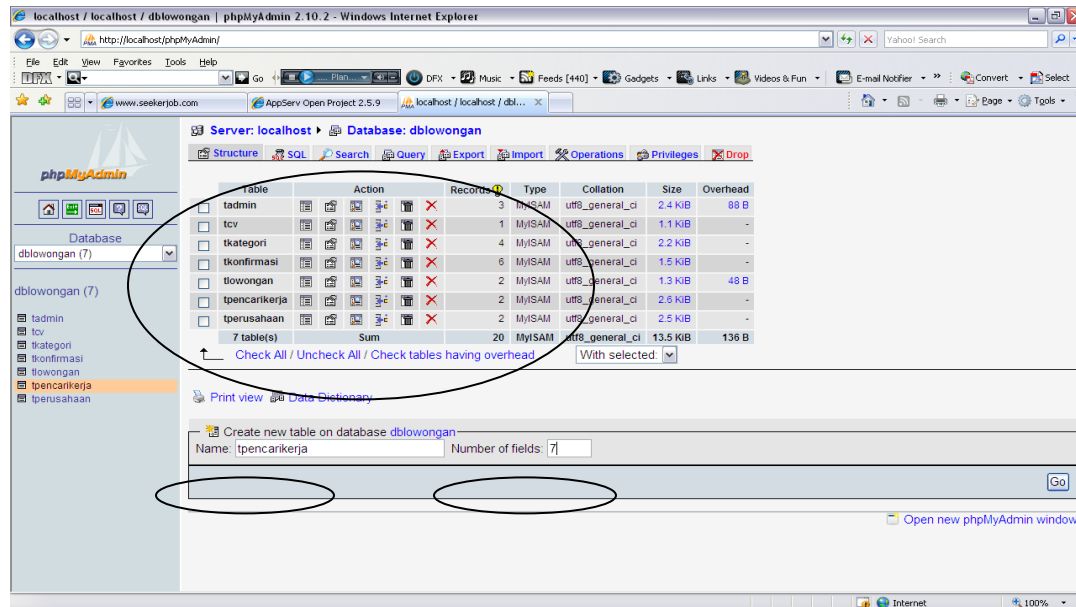 localhost / localhost / dblowongan | phpMyAdmin 2.10.2 - Windows Internet Explorer
http://localhost/phpMyAdmin/ Yahoo! Search
File Edit View Favorites Tools Help
DFX Go .... Plan... DFX Music Feeds [440] Gadgets Links Videos & Fun E-mail Notifier » Convert Select
www.seekerjob.com AppServ Open Project 2.5.9 localhost / localhost / dbl... X Page Tools
phpMyAdmin
Database
dblowongan (7)
dblowongan (7)
tadmin
tcv
tkategori
tkonfirmasi
tlowongan
tpencarikerja
tperusahaan
Server: localhost Database: dblowongan
Structure SQL Search Query Export Import Operations Privileges Drop
Table Action Records Type Collation Size Overhead
tadmin 3 MyISAM utf8_general_ci 2.4 KiB 88 B
tcv 1 MyISAM utf8_general_ci 1.1 KiB -
tkategori 4 MyISAM utf8_general_ci 2.2 KiB -
tkonfirmasi 6 MyISAM utf8_general_ci 1.5 KiB -
tlowongan 2 MyISAM utf8_general_ci 1.3 KiB 48 B
tpencarikerja 2 MyISAM utf8_general_ci 2.6 KiB -
tperusahaan 2 MyISAM utf8_general_ci 2.5 KiB -
7 table(s) Sum 20 MyISAM utf8_general_ci 13.5 KiB 136 B
Check All / Uncheck All / Check tables having overhead With selected:
Print view Data Dictionary
Create new table on database dblowongan
Name: tpencarikerja Number of fields: 7
Go
Open new phpMyAdmin window
Internet 100%